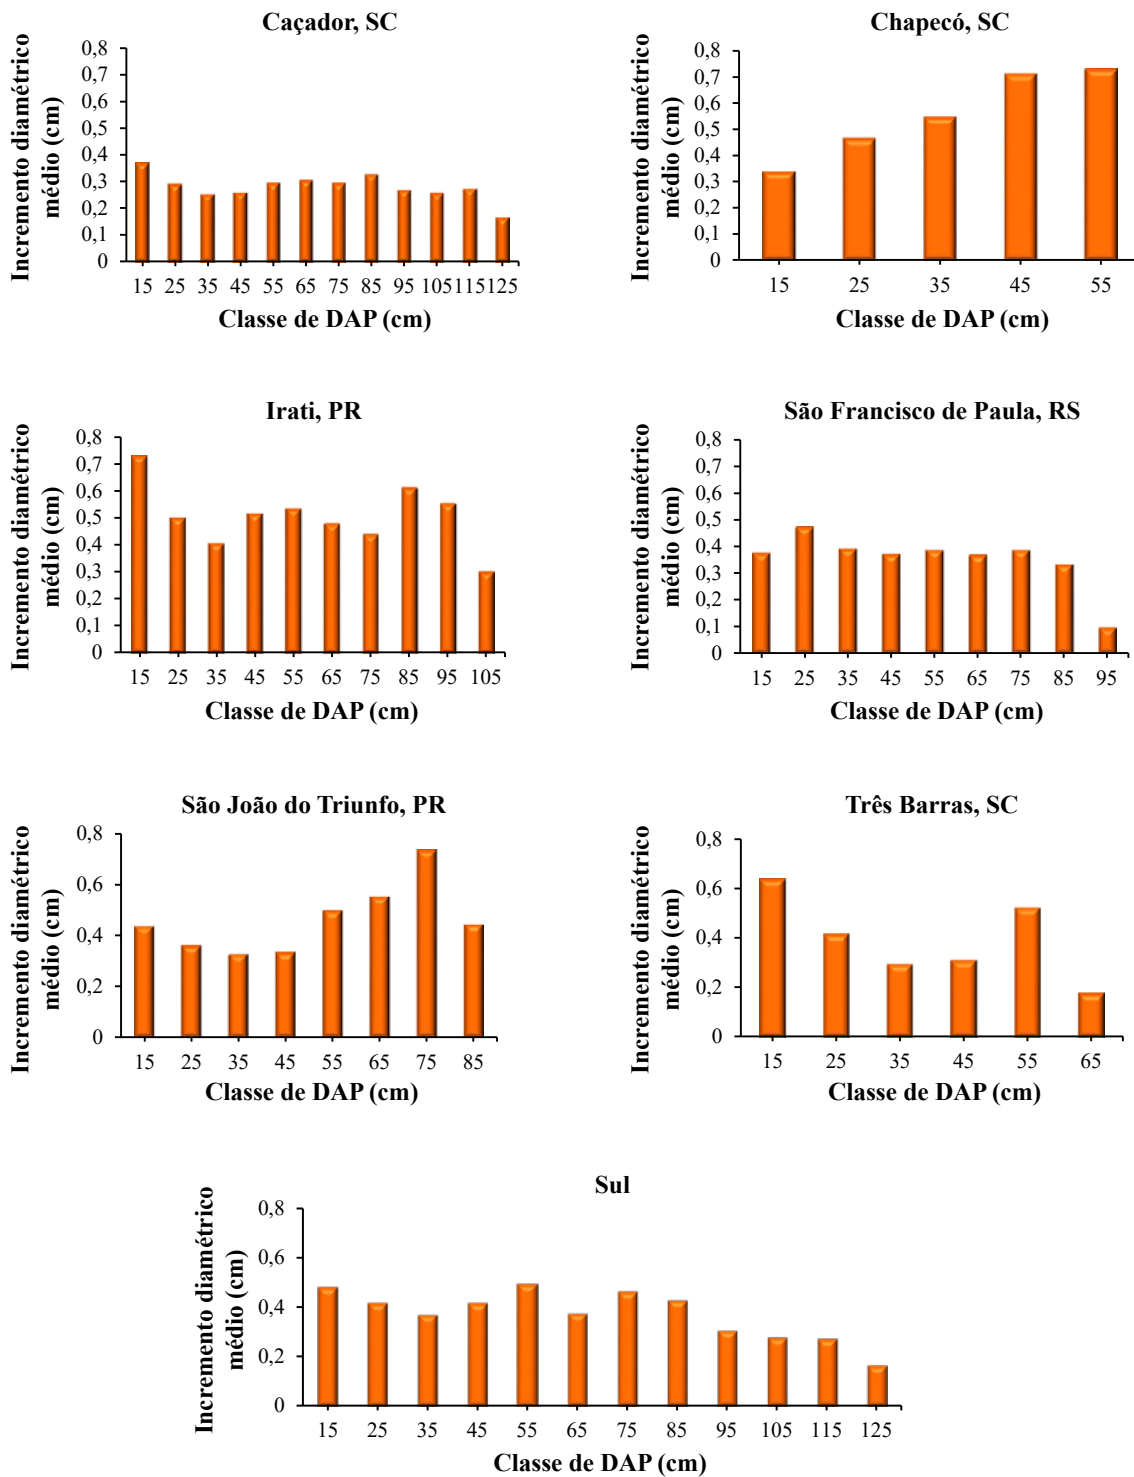 Caçador, SC
Incremento diamétrico
médio (cm)
0,8
0,7
0,6
0,5
0,4
0,3
0,2
0,1
0
15 25 35 45 55 65 75 85 95 105 115 125
Classe de DAP (cm)
Chapecó, SC
Incremento diamétrico
médio (cm)
0,8
0,7
0,6
0,5
0,4
0,3
0,2
0,1
0
15 25 35 45 55
Classe de DAP (cm)
Irati, PR
Incremento diamétrico
médio (cm)
0,8
0,7
0,6
0,5
0,4
0,3
0,2
0,1
0
15 25 35 45 55 65 75 85 95 105
Classe de DAP (cm)
São Francisco de Paula, RS
Incremento diamétrico
médio (cm)
0,8
0,7
0,6
0,5
0,4
0,3
0,2
0,1
0
15 25 35 45 55 65 75 85 95
Classe de DAP (cm)
São João do Triunfo, PR
Incremento diamétrico
médio (cm)
0,8
0,6
0,4
0,2
0
15 25 35 45 55 65 75 85
Classe de DAP (cm)
Três Barras, SC
Incremento diamétrico
médio (cm)
0,8
0,6
0,4
0,2
0
15 25 35 45 55 65
Classe de DAP (cm)
Sul
Incremento diamétrico
médio (cm)
0,8
0,6
0,4
0,2
0
15 25 35 45 55 65 75 85 95 105 115 125
Classe de DAP (cm)